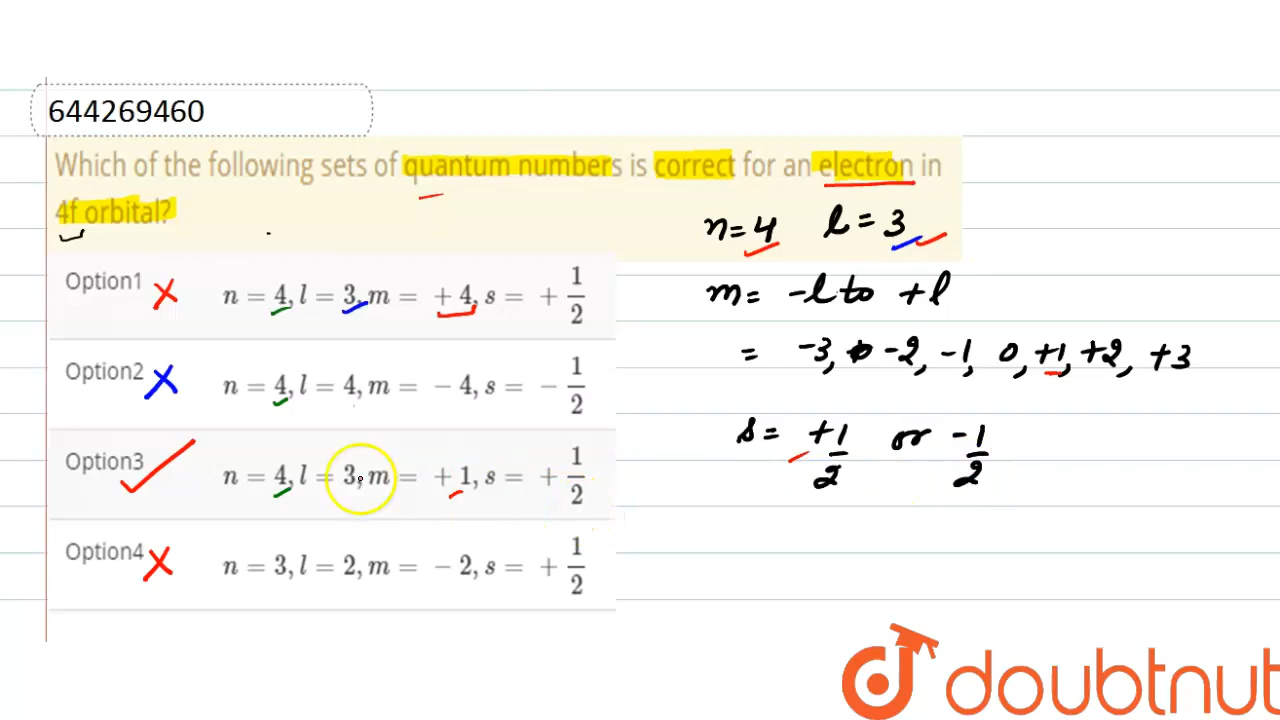 644269460
Which of the following sets of quantum numbers is correct for an electron in
4f orbital?
n=4 l=3
Option1 n = 4, l = 3, m = +4, s = +1/2
m= -l to +l
= -3, -2, -1, 0, +1, +2, +3
Option2 n = 4, l = 4, m = -4, s = -1/2
s= +1/2 or -1/2
Option3 n = 4, l = 3, m = +1, s = +1/2
Option4 n = 3, l = 2, m = -2, s = +1/2
doubtnut